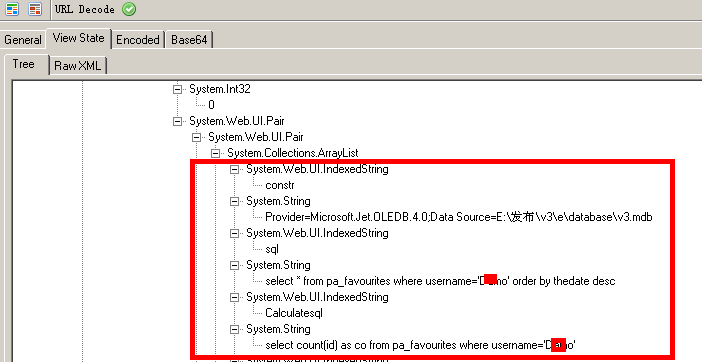 URL Decode
General View State Encoded Base64
Tree Raw XML
System.Int32
0
System.Web.UI.Pair
System.Web.UI.Pair
System.Collections.ArrayList
System.Web.UI.IndexedString
constr
System.String
Provider=Microsoft.Jet.OLEDB.4.0;Data Source=E:\发布\v3\e\database\v3.mdb
System.Web.UI.IndexedString
sql
System.String
select * from pa_favourites where username=' order by thedate desc
System.Web.UI.IndexedString
Calculatesql
System.String
select count(id) as co from pa_favourites where username='
System.Web.UI.IndexedString